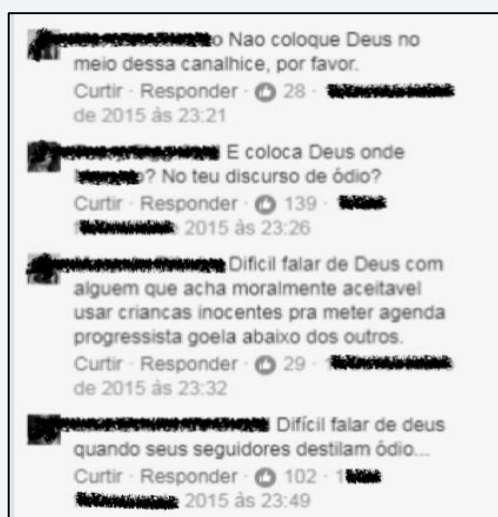 o Nao coloque Deus no
meio dessa canalhice, por favor.
Curtir · Responder · 28 ·
de 2015 às 23:21
E coloca Deus onde
? No teu discurso de ódio?
Curtir · Responder · 139 ·
2015 às 23:26
Dificil falar de Deus com
alguem que acha moralmente aceitavel
usar criancas inocentes pra meter agenda
progressista goela abaixo dos outros.
Curtir · Responder · 29 ·
de 2015 às 23:32
Difícil falar de deus
quando seus seguidores destilam ódio...
Curtir · Responder · 102 · 1
2015 às 23:49